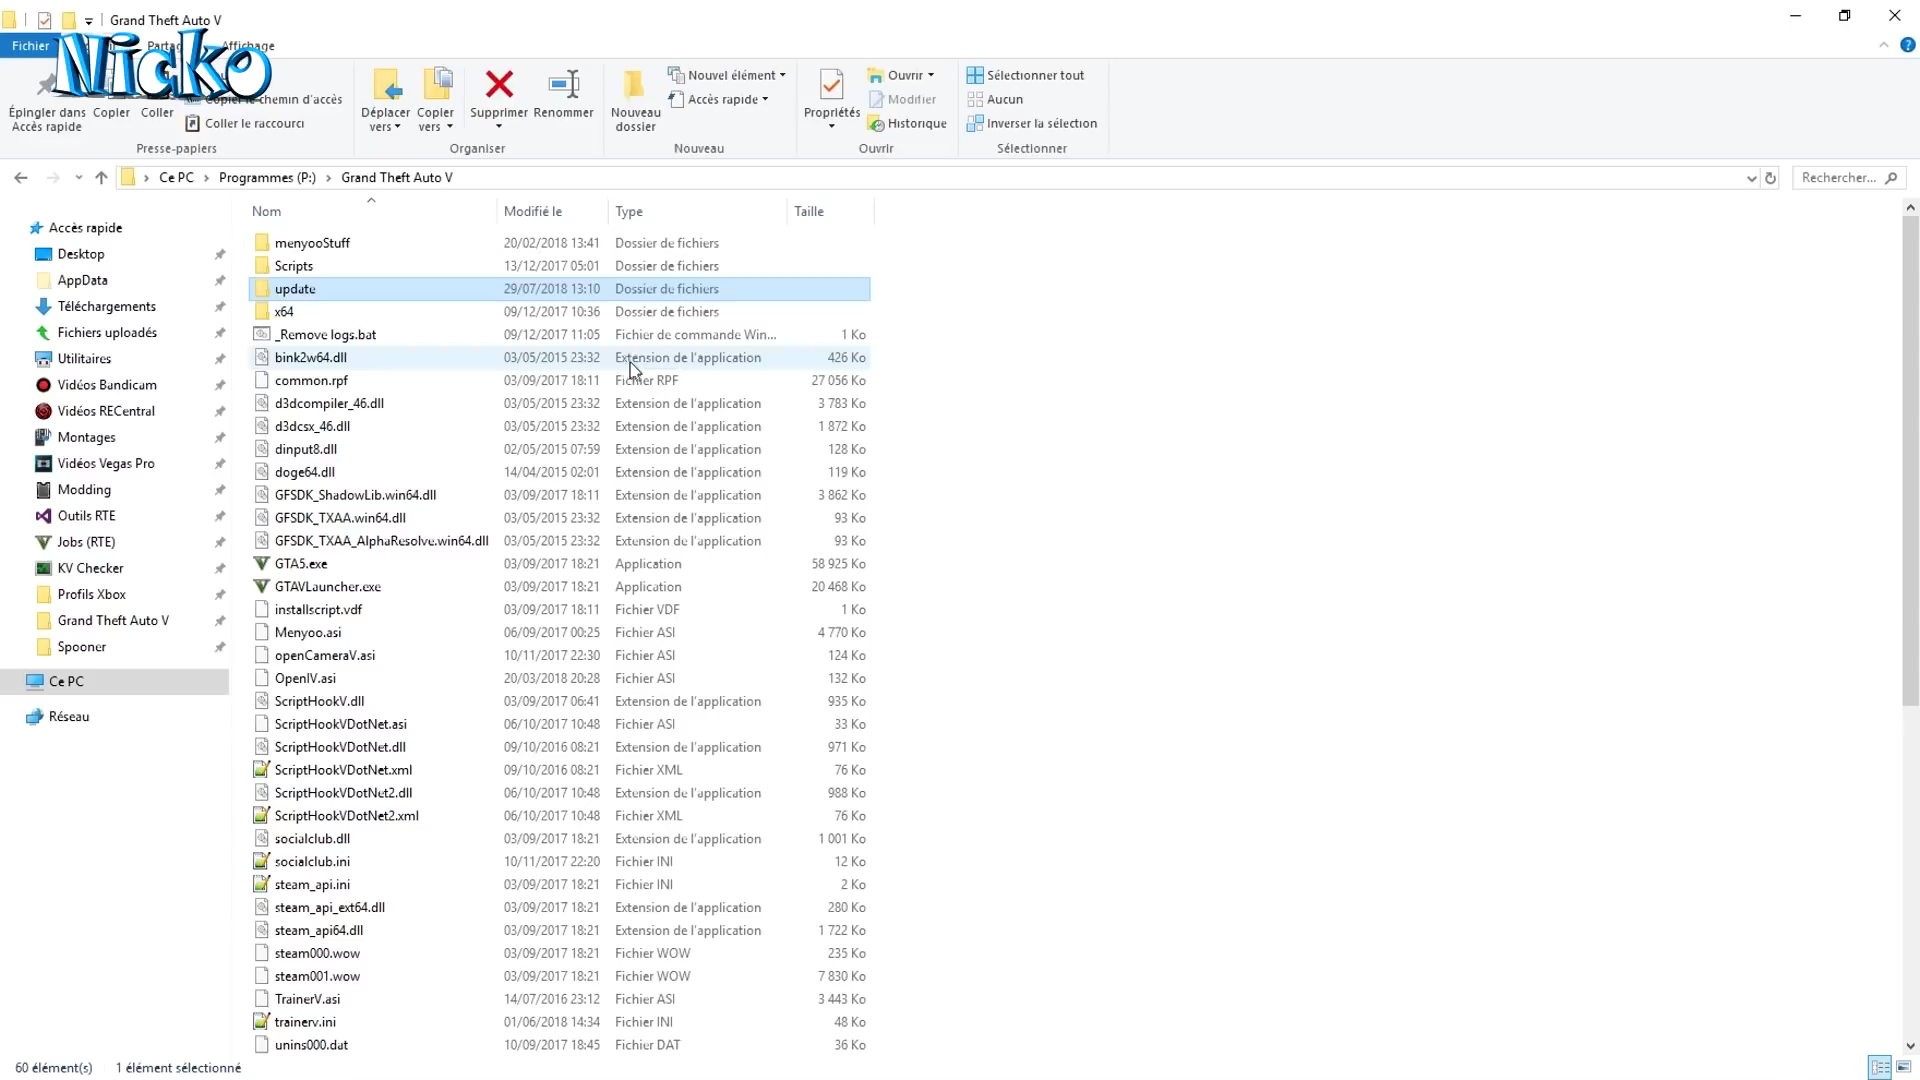 Grand Theft Auto V
Fichier Affichage
Nicko
Épingler dans Accès rapide
Copier
Coller
Copier le chemin d'accès
Coller le raccourci
Presse-papiers
Déplacer vers
Copier vers
Supprimer
Renommer
Organiser
Nouveau dossier
Nouvel élément
Accès rapide
Nouveau
Propriétés
Ouvrir
Modifier
Historique
Ouvrir
Sélectionner tout
Aucun
Inverser la sélection
Sélectionner
Ce PC Programmes (P:) Grand Theft Auto V
Rechercher...
Accès rapide
Desktop
AppData
Téléchargements
Fichiers uploadés
Utilitaires
Vidéos Bandicam
Vidéos RECentral
Montages
Vidéos Vegas Pro
Modding
Outils RTE
Jobs (RTE)
KV Checker
Profils Xbox
Grand Theft Auto V
Spooner
Ce PC
Réseau
Nom Modifié le Type Taille
menyooStuff 20/02/2018 13:41 Dossier de fichiers
Scripts 13/12/2017 05:01 Dossier de fichiers
update 29/07/2018 13:10 Dossier de fichiers
x64 09/12/2017 10:36 Dossier de fichiers
_Remove logs.bat 09/12/2017 11:05 Fichier de commande Win... 1 Ko
bink2w64.dll 03/05/2015 23:32 Extension de l'application 426 Ko
common.rpf 03/09/2017 18:11 Fichier RPF 27 056 Ko
d3dcompiler_46.dll 03/05/2015 23:32 Extension de l'application 3 783 Ko
d3dcsx_46.dll 03/05/2015 23:32 Extension de l'application 1 872 Ko
dinput8.dll 02/05/2015 07:59 Extension de l'application 128 Ko
doge64.dll 14/04/2015 02:01 Extension de l'application 119 Ko
GFSDK_ShadowLib.win64.dll 03/09/2017 18:11 Extension de l'application 3 862 Ko
GFSDK_TXAA.win64.dll 03/05/2015 23:32 Extension de l'application 93 Ko
GFSDK_TXAA_AlphaResolve.win64.dll 03/05/2015 23:32 Extension de l'application 93 Ko
GTA5.exe 03/09/2017 18:21 Application 58 925 Ko
GTAVLauncher.exe 03/09/2017 18:21 Application 20 468 Ko
installscript.vdf 03/09/2017 18:11 Fichier VDF 1 Ko
Menyoo.asi 06/09/2017 00:25 Fichier ASI 4 770 Ko
openCameraV.asi 10/11/2017 22:30 Fichier ASI 124 Ko
OpenIV.asi 20/03/2018 20:28 Fichier ASI 132 Ko
ScriptHookV.dll 03/09/2017 06:41 Extension de l'application 935 Ko
ScriptHookVDotNet.asi 06/10/2017 10:48 Fichier ASI 33 Ko
ScriptHookVDotNet.dll 09/10/2016 08:21 Extension de l'application 971 Ko
ScriptHookVDotNet.xml 09/10/2016 08:21 Fichier XML 76 Ko
ScriptHookVDotNet2.dll 06/10/2017 10:48 Extension de l'application 988 Ko
ScriptHookVDotNet2.xml 06/10/2017 10:48 Fichier XML 76 Ko
socialclub.dll 03/09/2017 18:21 Extension de l'application 1 001 Ko
socialclub.ini 10/11/2017 22:20 Fichier INI 12 Ko
steam_api.ini 03/09/2017 18:21 Fichier INI 2 Ko
steam_api_ext64.dll 03/09/2017 18:21 Extension de l'application 280 Ko
steam_api64.dll 03/09/2017 18:21 Extension de l'application 1 722 Ko
steam000.wow 03/09/2017 18:21 Fichier WOW 235 Ko
steam001.wow 03/09/2017 18:21 Fichier WOW 7 830 Ko
TrainerV.asi 14/07/2016 23:12 Fichier ASI 3 443 Ko
trainerv.ini 01/06/2018 14:34 Fichier INI 48 Ko
unins000.dat 10/09/2017 18:45 Fichier DAT 36 Ko
60 élément(s) 1 élément sélectionné